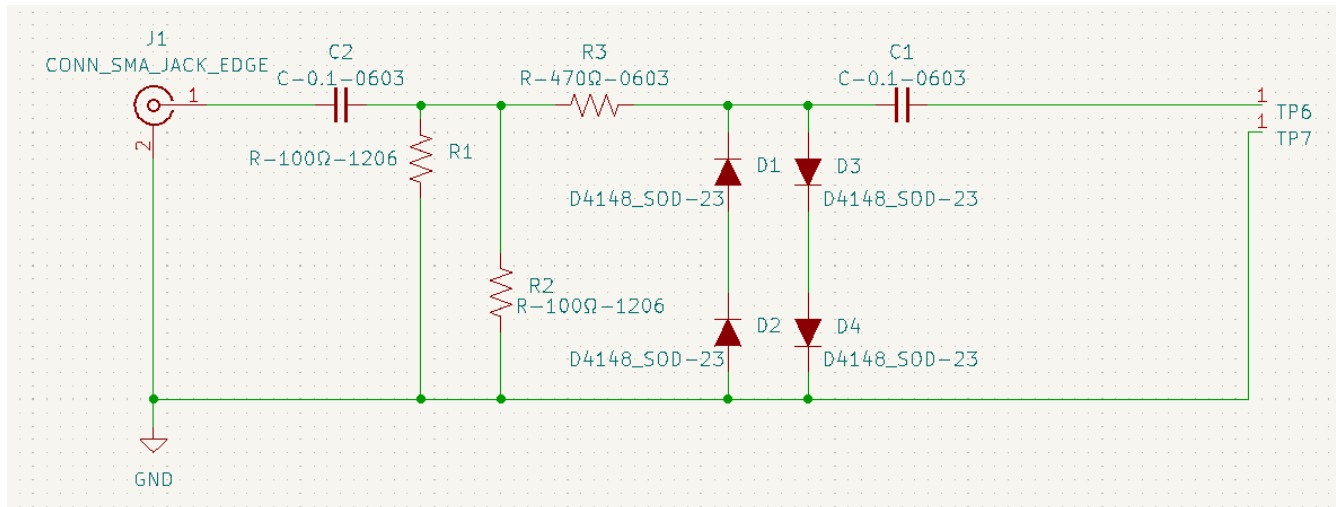 J1
CONN_SMA_JACK_EDGE
1
2
C2
C-0.1-0603
R-100Ω-1206
R1
R2
R-100Ω-1206
R3
R-470Ω-0603
D1
D4148_SOD-23
D3
D4148_SOD-23
D2
D4148_SOD-23
D4
D4148_SOD-23
C1
C-0.1-0603
1
TP6
1
TP7
GND